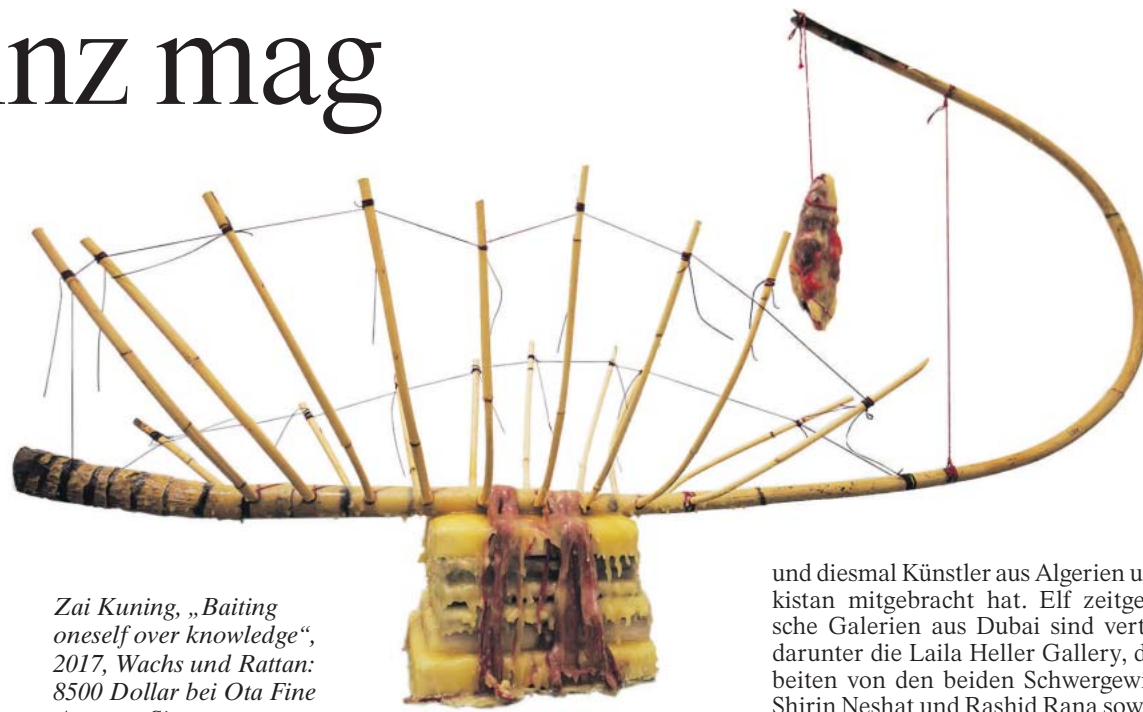 nz mag
Zai Kuning, „Baiting
oneself over knowledge“,
2017, Wachs und Rattan:
8500 Dollar bei Ota Fine
und diesmal Künstler aus Algerien u
kistan mitgebracht hat. Elf zeitge
sche Galerien aus Dubai sind vert
darunter die Laila Heller Gallery, d
beiten von den beiden Schwergewi
Shirin Neshat und Rashid Rana sow